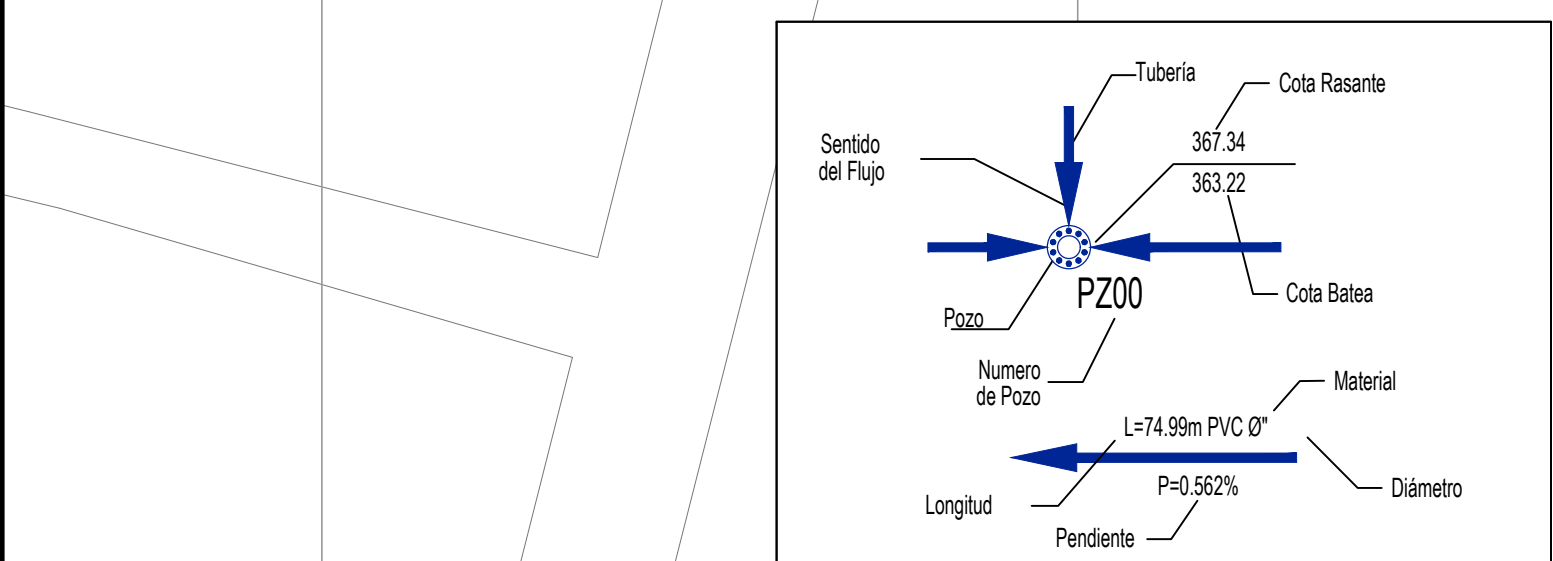 Tubería
Cota Rasante
Sentido
del Flujo
367.34
363.22
PZ00
Cota Batea
Pozo
Numero
de Pozo
Material
L=74.99m PVC Ø"
P=0.562%
Diámetro
Longitud
Pendiente